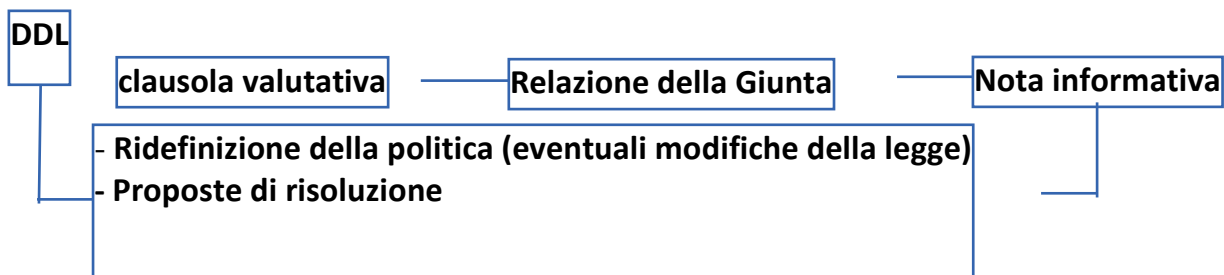 DDL
clausola valutativa
Relazione della Giunta
Nota informativa
- Ridefinizione della politica (eventuali modifiche della legge)
- Proposte di risoluzione